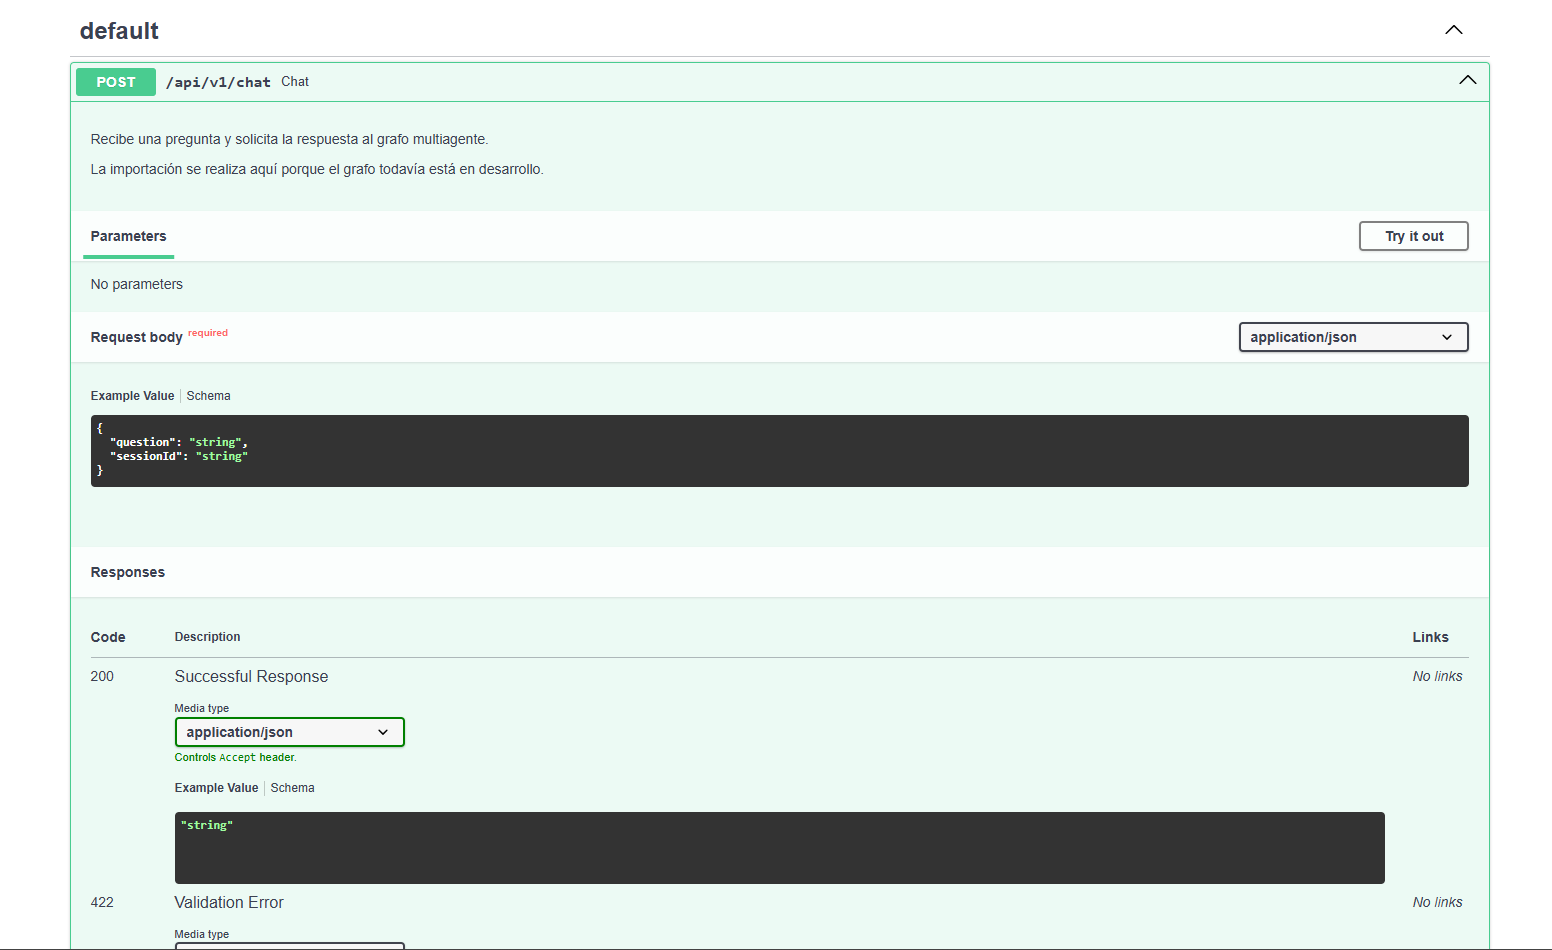 default
POST /api/v1/chat Chat
Recibe una pregunta y solicita la respuesta al grafo multiagente.
La importación se realiza aquí porque el grafo todavía está en desarrollo.
Parameters Try it out
No parameters
Request body required application/json
Example Value Schema
{
"question": "string",
"sessionId": "string"
}
Responses
Code Description Links
200 Successful Response No links
Media type
application/json
Controls Accept header.
Example Value Schema
"string"
422 Validation Error No links
Media type